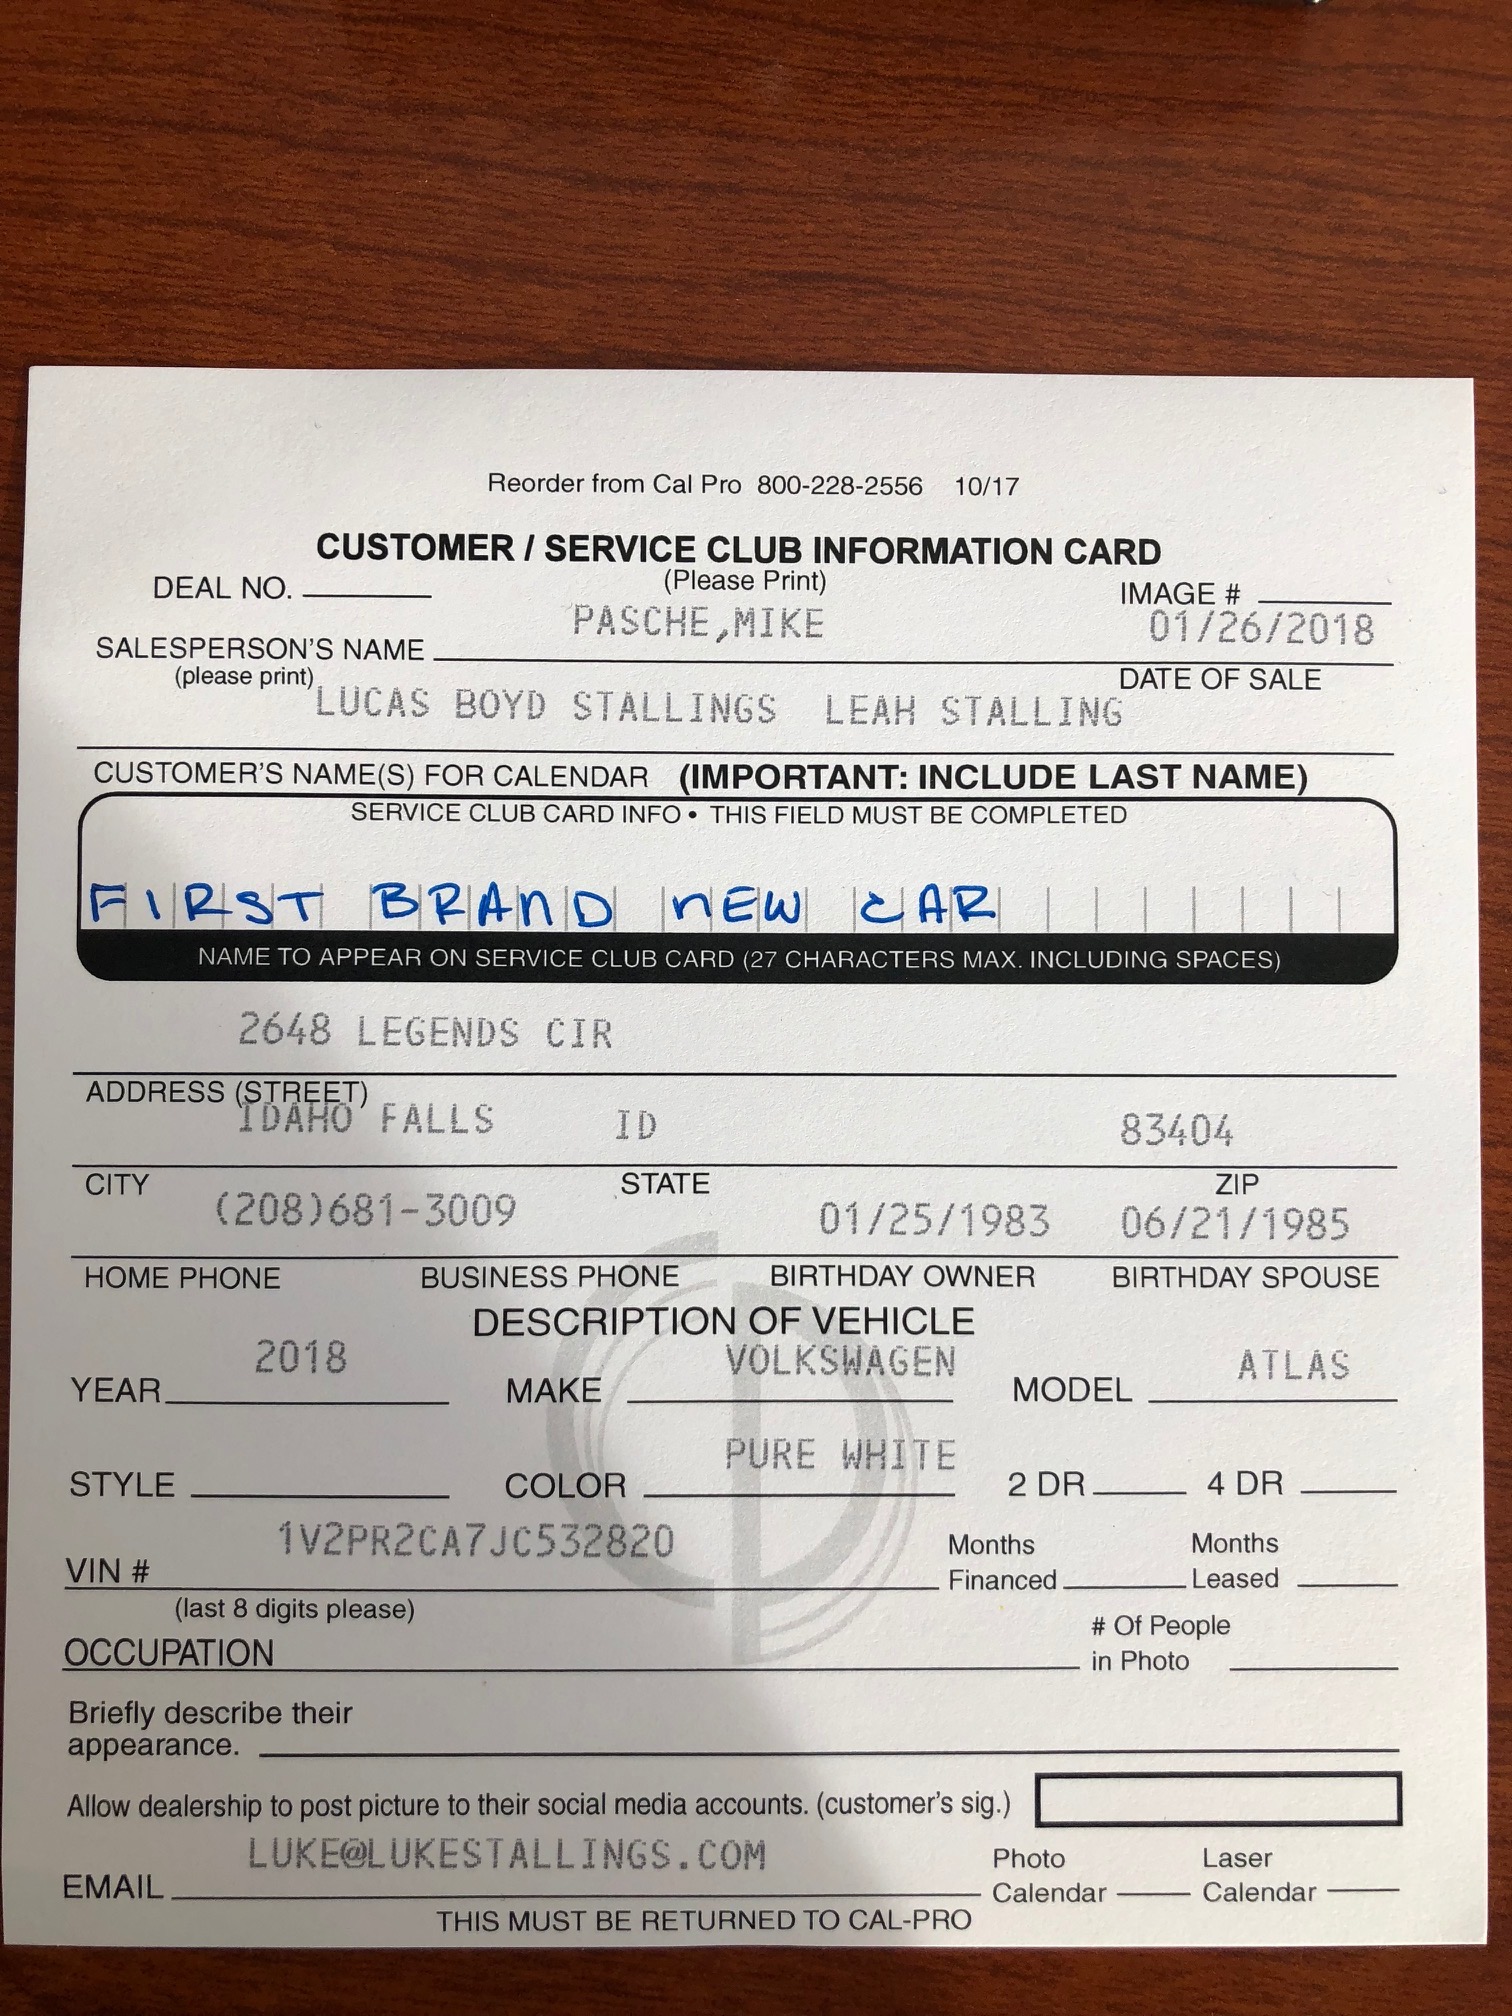 Reorder from Cal Pro 800-228-2556 10/17
CUSTOMER / SERVICE CLUB INFORMATION CARD
DEAL NO. (Please Print) IMAGE #
PASCHE,MIKE 01/26/2018
SALESPERSON'S NAME
(please print) DATE OF SALE
LUCAS BOYD STALLINGS LEAH STALLING
CUSTOMER'S NAME(S) FOR CALENDAR (IMPORTANT: INCLUDE LAST NAME)
SERVICE CLUB CARD INFO • THIS FIELD MUST BE COMPLETED
FIRST BRAND NEW CAR
NAME TO APPEAR ON SERVICE CLUB CARD (27 CHARACTERS MAX. INCLUDING SPACES)
2648 LEGENDS CIR
ADDRESS (STREET)
IDAHO FALLS ID 83404
CITY STATE ZIP
(208)681-3009 01/25/1983 06/21/1985
HOME PHONE BUSINESS PHONE BIRTHDAY OWNER BIRTHDAY SPOUSE
DESCRIPTION OF VEHICLE
2018 VOLKSWAGEN ATLAS
YEAR MAKE MODEL
PURE WHITE
STYLE COLOR 2 DR 4 DR
1V2PR2CA7JC532820
VIN # Months Financed Months Leased
(last 8 digits please)
OCCUPATION # Of People in Photo
Briefly describe their
appearance.
Allow dealership to post picture to their social media accounts. (customer's sig.)
LUKE@LUKESTALLINGS.COM
EMAIL Photo Calendar Laser Calendar
THIS MUST BE RETURNED TO CAL-PRO